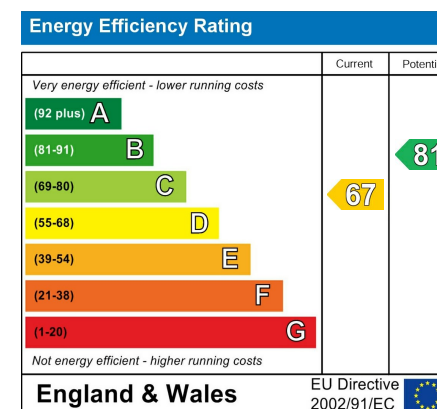 Energy Efficiency Rating
Current Potenti
Very energy efficient - lower running costs
(92 plus) A
(81-91) B
81
(69-80) C
67
(55-68) D
(39-54) E
(21-38) F
(1-20) G
Not energy efficient - higher running costs
England & Wales
EU Directive
2002/91/EC